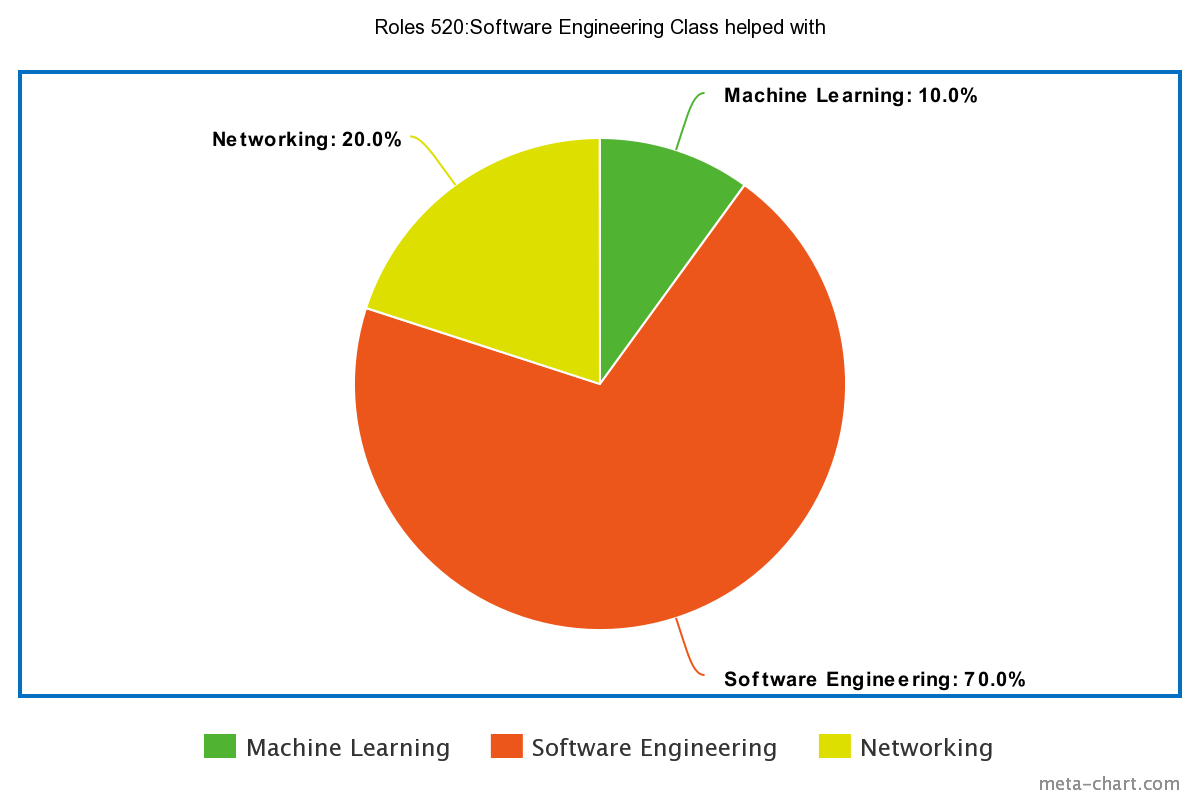 Roles 520:Software Engineering Class helped with
Machine Learning: 10.0%
Networking: 20.0%
Software Engineering: 70.0%
Machine Learning
Software Engineering
Networking
meta-chart.com